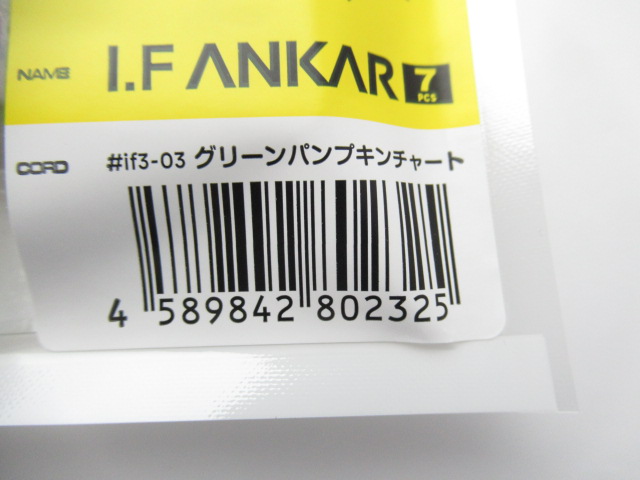 NAME I.F ANKAR 7 PCS
CORD #if3-03 グリーンパンプキンチャート
4 589842 802325